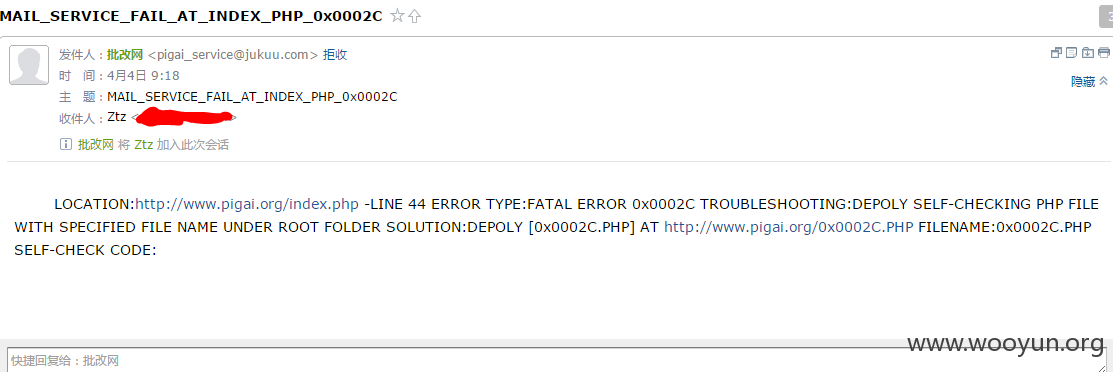 MAIL_SERVICE_FAIL_AT_INDEX_PHP_0x0002C
发件人：批改网 <pigai_service@jukuu.com> 拒收
时 间：4月4日 9:18
隐藏
主 题：MAIL_SERVICE_FAIL_AT_INDEX_PHP_0x0002C
收件人：Ztz < >
批改网 将 Ztz 加入此次会话
LOCATION:http://www.pigai.org/index.php -LINE 44 ERROR TYPE:FATAL ERROR 0x0002C TROUBLESHOOTING:DEPOLY SELF-CHECKING PHP FILE
WITH SPECIFIED FILE NAME UNDER ROOT FOLDER SOLUTION:DEPOLY [0x0002C.PHP] AT http://www.pigai.org/0x0002C.PHP FILENAME:0x0002C.PHP
SELF-CHECK CODE:
www.wooyun.org
快捷回复给：批改网